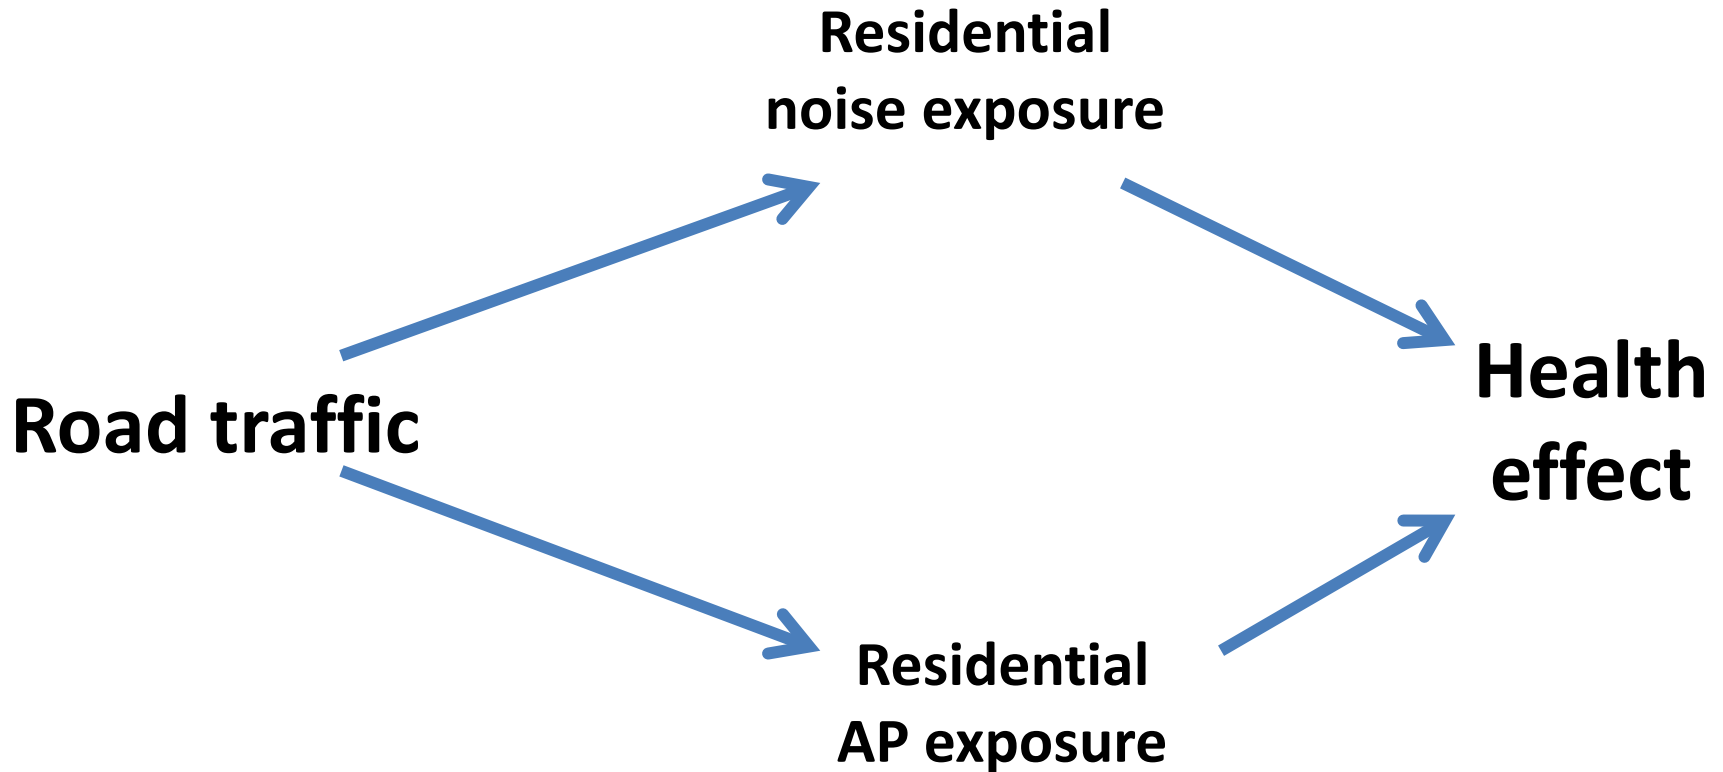 Residential
noise exposure
Road traffic
Health
effect
Residential
AP exposure